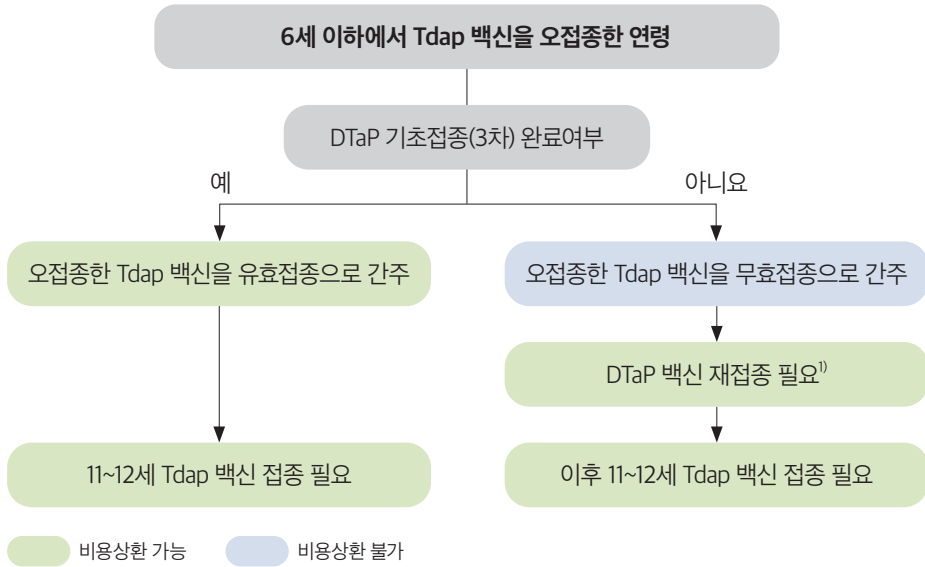 6세 이하에서 Tdap 백신을 오접종한 연령
DTaP 기초접종(3차) 완료여부
예
아니요
오접종한 Tdap 백신을 유효접종으로 간주
오접종한 Tdap 백신을 무효접종으로 간주
DTaP 백신 재접종 필요1)
11~12세 Tdap 백신 접종 필요
이후 11~12세 Tdap 백신 접종 필요
비용상환 가능
비용상환 불가